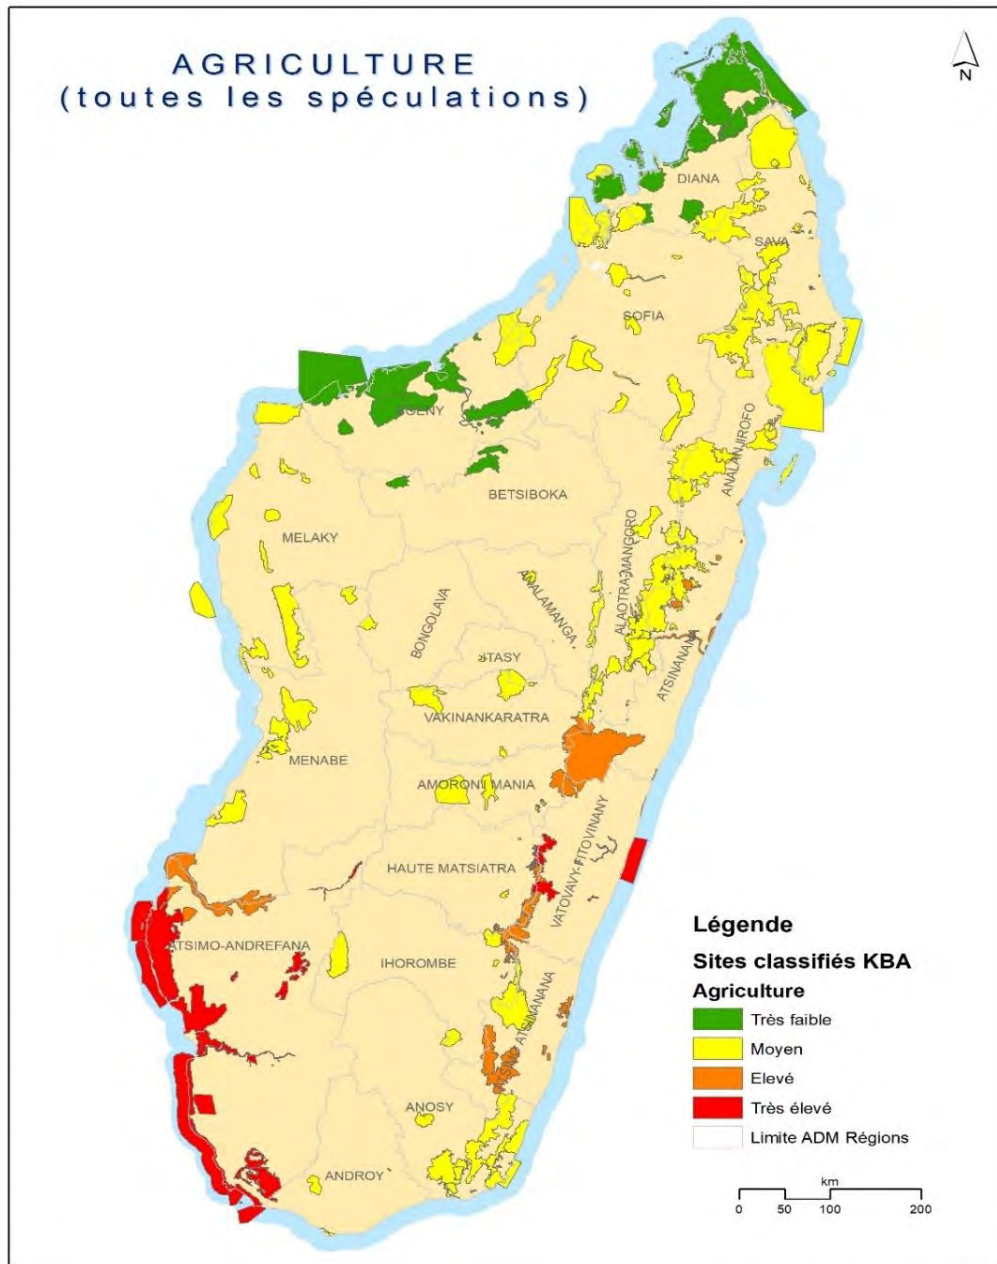 AGRICULTURE
(toutes les spéculations)
N
DIANA
SAVA
SOFIA
BOENY
ANALANJIROFO
BETSIBOKA
MELAKY
ALAOTRA-MANGORO
ANALAMANGA
BONGOLAVA
ITASY
ATSINANANA
VAKINANKARATRA
MENABE
AMORONI MANIA
VATOVAVY-FITOVINANY
HAUTE MATSIATRA
ATSIMO-ANDREFANA
IHOROMBE
ATSINANANA
ANOSY
ANDROY
Légende
Sites classifiés KBA
Agriculture
Très faible
Moyen
Elevé
Très élevé
Limite ADM Régions
km
0 50 100 200